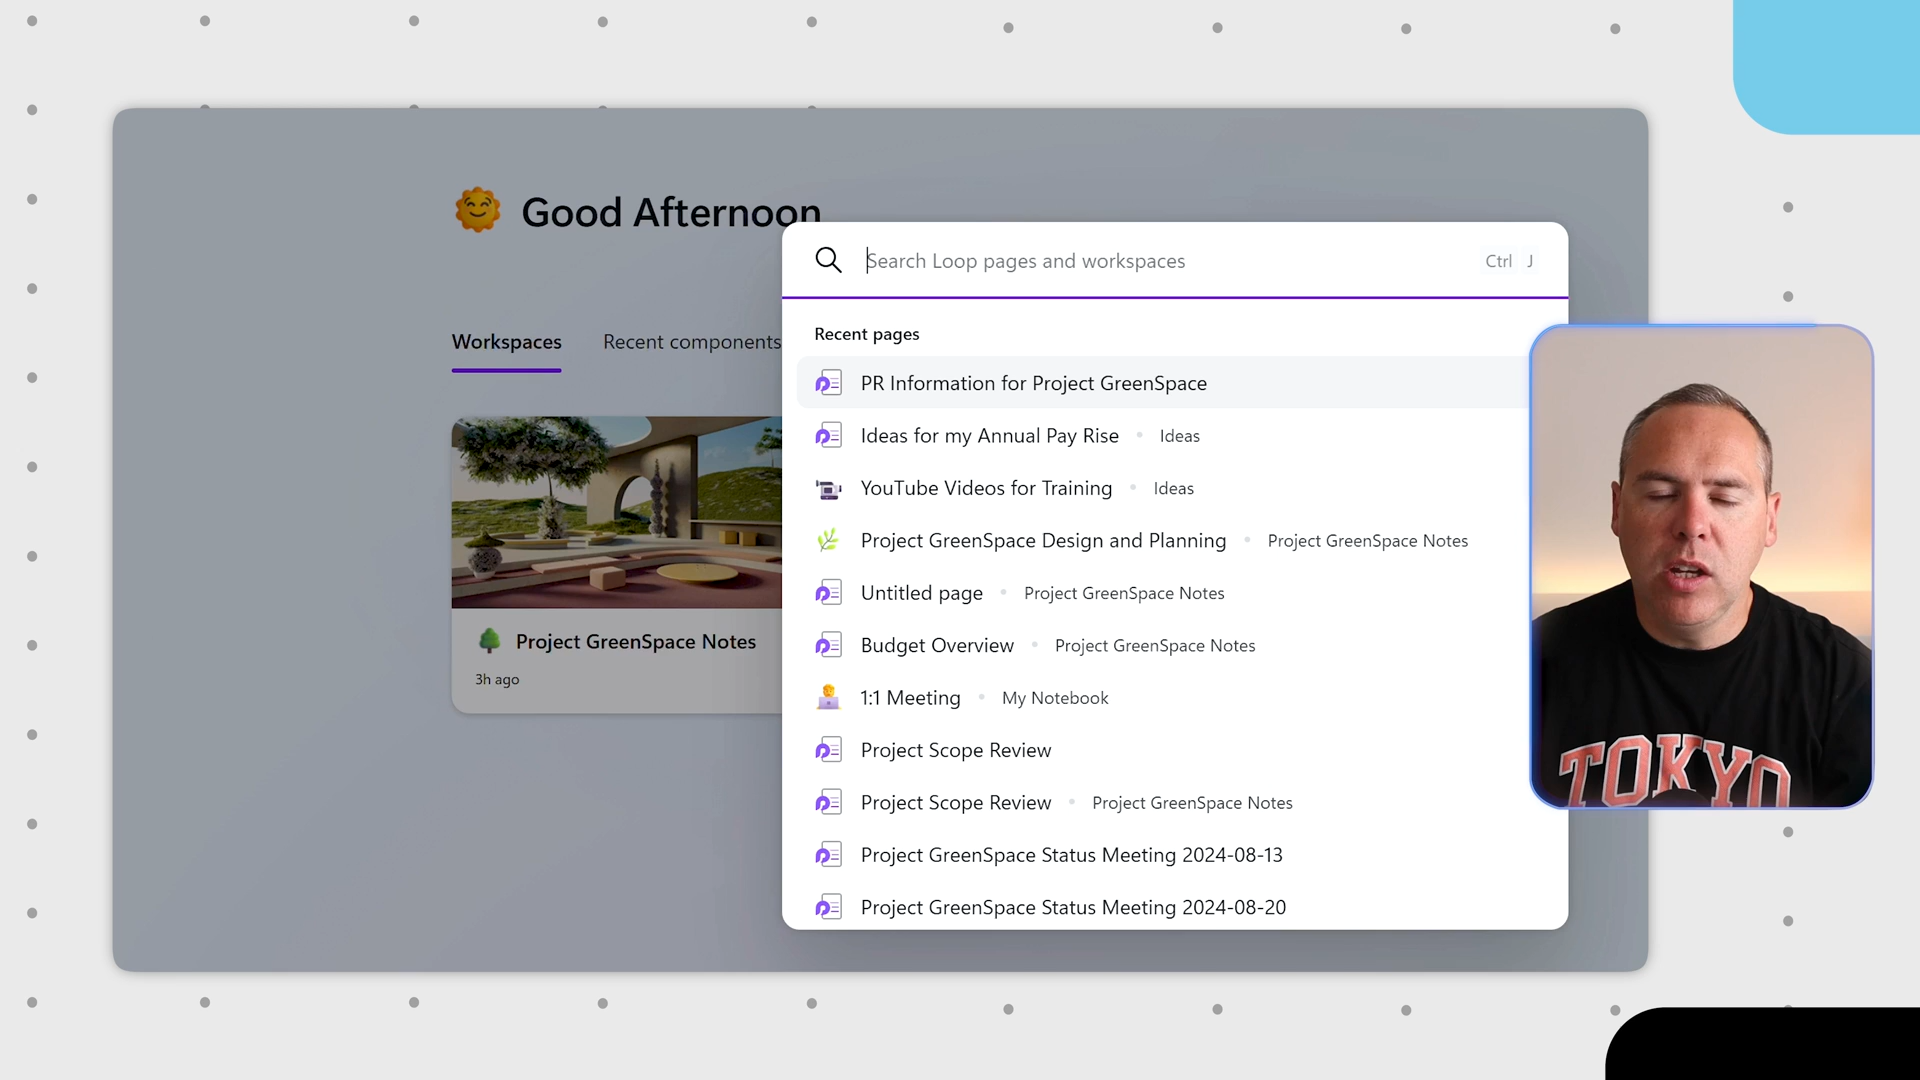 Good Afternoon
Search Loop pages and workspaces Ctrl J
Workspaces Recent components
Project GreenSpace Notes
3h ago
Recent pages
PR Information for Project GreenSpace
Ideas for my Annual Pay Rise • Ideas
YouTube Videos for Training • Ideas
Project GreenSpace Design and Planning • Project GreenSpace Notes
Untitled page • Project GreenSpace Notes
Budget Overview • Project GreenSpace Notes
1:1 Meeting • My Notebook
Project Scope Review
Project Scope Review • Project GreenSpace Notes
Project GreenSpace Status Meeting 2024-08-13
Project GreenSpace Status Meeting 2024-08-20
TOKYO